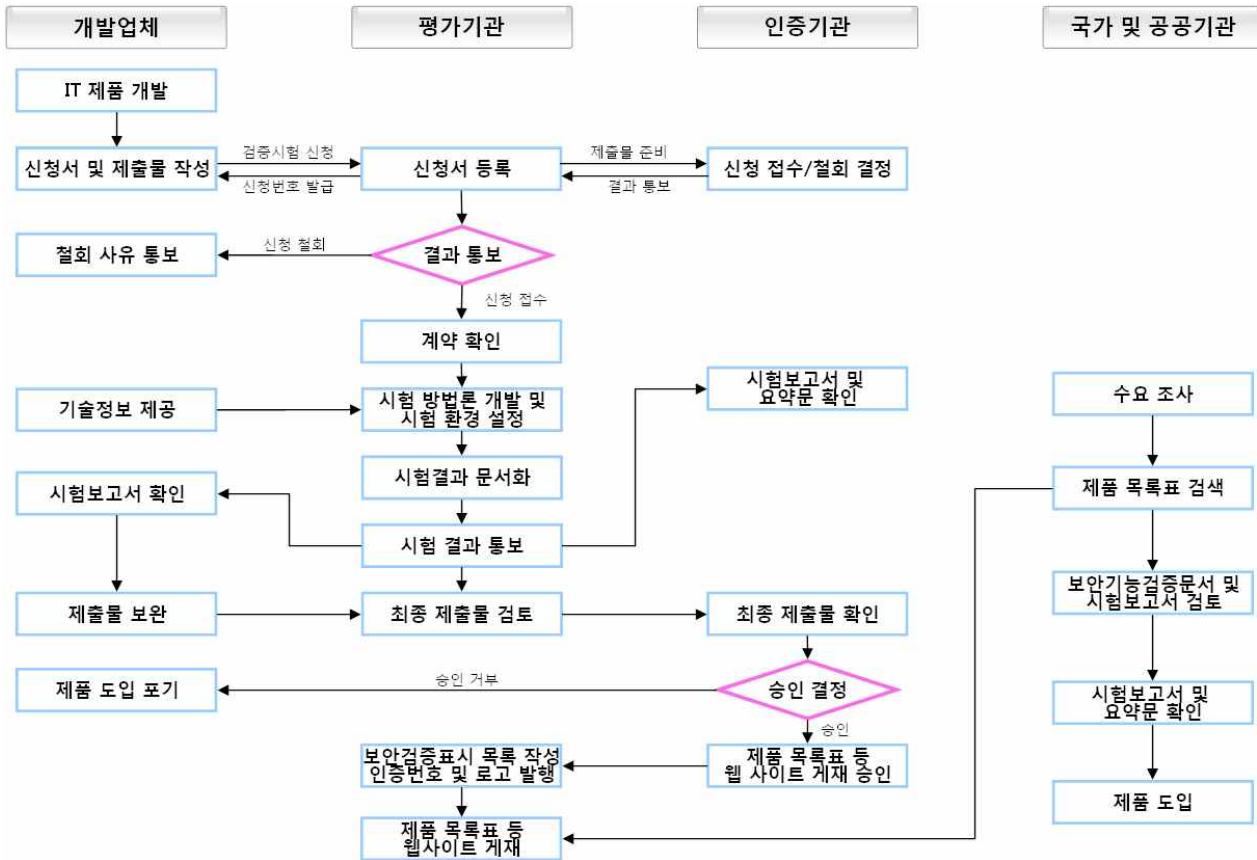 개발업체
평가기관
인증기관
국가 및 공공기관
IT 제품 개발
신청서 및 제출물 작성
검증시험 신청
신청번호 발급
신청서 등록
제출물 준비
결과 통보
신청 접수/철회 결정
철회 사유 통보
신청 철회
결과 통보
신청 접수
계약 확인
기술정보 제공
시험 방법론 개발 및
시험 환경 설정
시험보고서 및
요약문 확인
수요 조사
시험보고서 확인
시험결과 문서화
제품 목록표 검색
시험 결과 통보
보안기능검증문서 및
시험보고서 검토
제출물 보완
최종 제출물 검토
최종 제출물 확인
제품 도입 포기
승인 거부
승인 결정
시험보고서 및
요약문 확인
승인
보안검증표시 목록 작성
인증번호 및 로고 발행
제품 목록표 등
웹 사이트 게재 승인
제품 도입
제품 목록표 등
웹사이트 게재